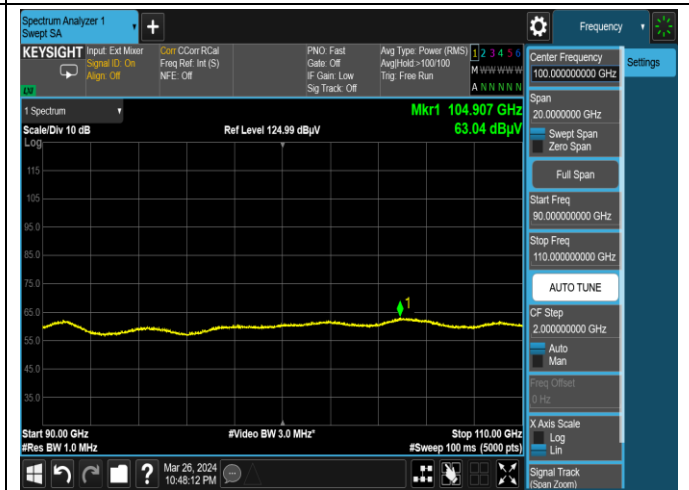 Spectrum Analyzer 1
Swept SA
+
Frequency
KEYSIGHT
Input: Ext Mixer
Signal ID: On
Align: Off
Corr CCorr RCal
Freq Ref: Int (S)
NFE: Off
PNO: Fast
Gate: Off
IF Gain: Low
Sig Track: Off
Avg Type: Power (RMS)
Avg|Hold:>100/100
Trig: Free Run
1 2 3 4 5 6
M W W W W W
A N N N N N
LXI
1 Spectrum
Scale/Div 10 dB
Log
Ref Level 124.99 dBµV
Mkr1 104.907 GHz
63.04 dBµV
115
105
95.0
85.0
75.0
65.0
55.0
45.0
35.0
1
Start 90.00 GHz
#Res BW 1.0 MHz
#Video BW 3.0 MHz*
Stop 110.00 GHz
#Sweep 100 ms (5000 pts)
?
Mar 26, 2024
10:48:12 PM
Center Frequency
100.000000000 GHz
Settings
Span
20.0000000 GHz
Swept Span
Zero Span
Full Span
Start Freq
90.000000000 GHz
Stop Freq
110.000000000 GHz
AUTO TUNE
CF Step
2.000000000 GHz
Auto
Man
Freq Offset
0 Hz
X Axis Scale
Log
Lin
Signal Track
(Span Zoom)